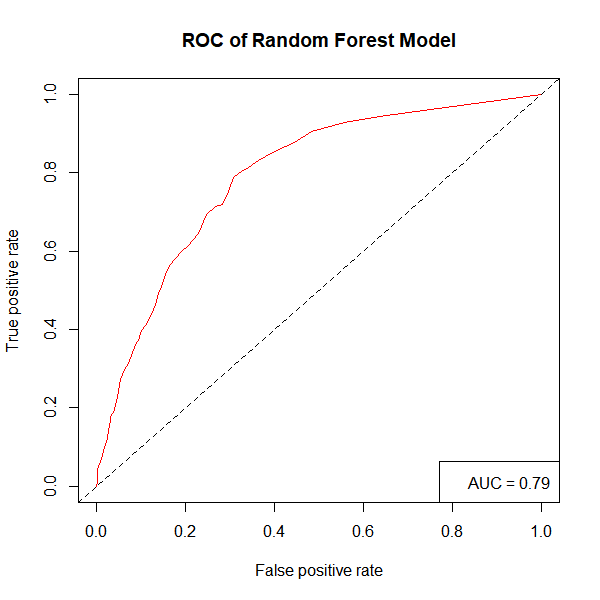 ROC of Random Forest Model
True positive rate
1.0
0.8
0.6
0.4
0.2
0.0
AUC = 0.79
0.0 0.2 0.4 0.6 0.8 1.0
False positive rate